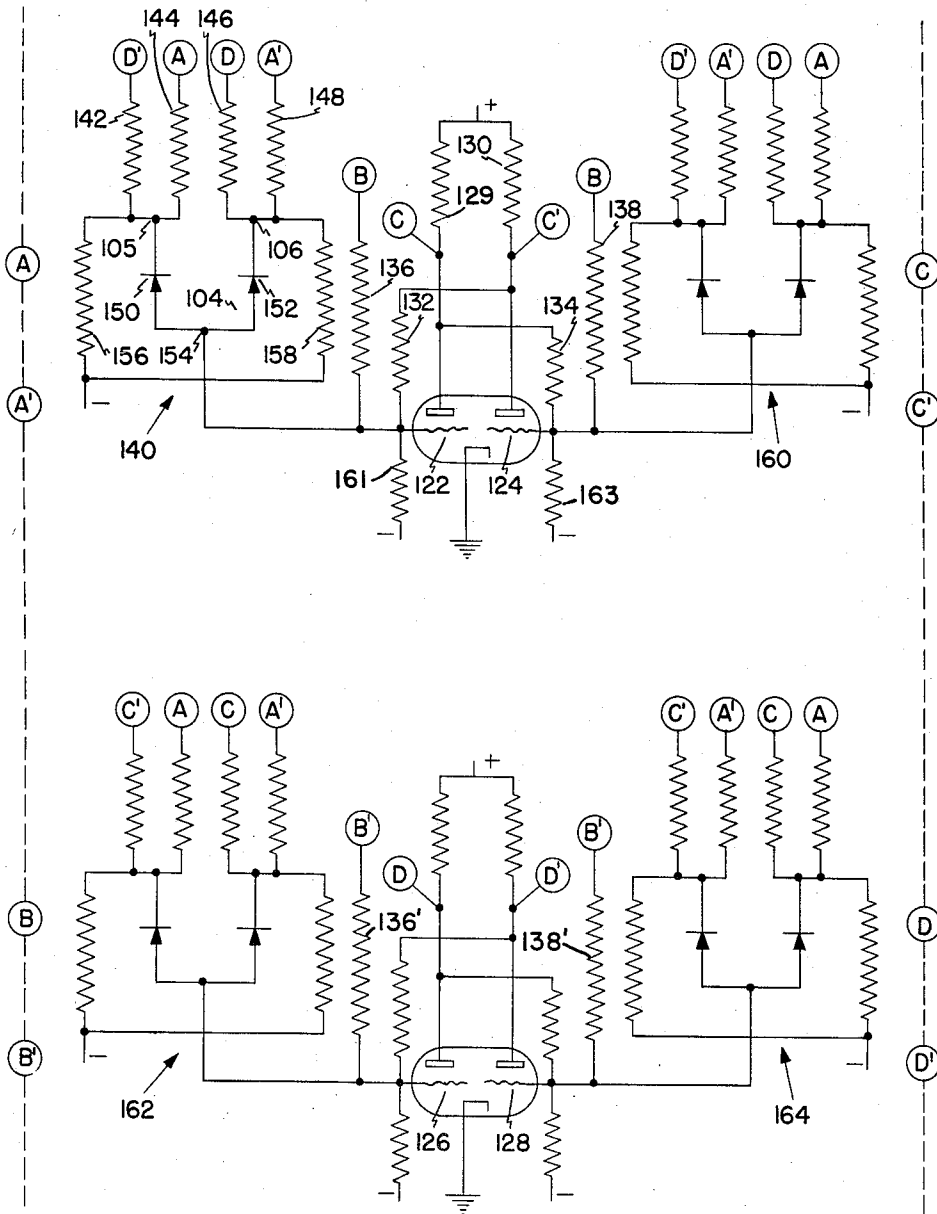 144 146
D' A D A' D' A' D A
+
142 148
130
B B
105 106 129 138
C C'
A C
136
150 104 152 132 134
156 154 158
A' C'
140 160
161 122 124 163
− − − −
C' A C A' C' A' C A
+
B' B'
D D'
B 136' 138' D
− −
B' D'
162 164
126 128
− −